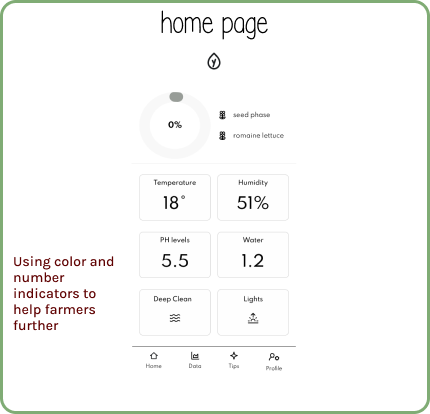 home page
0%
seed phase
romaine lettuce
Temperature
Humidity
18°
51%
PH levels
Water
5.5
1.2
Using color and
number
indicators to
help farmers
further
Deep Clean
Lights
Home
Data
Tips
Profile